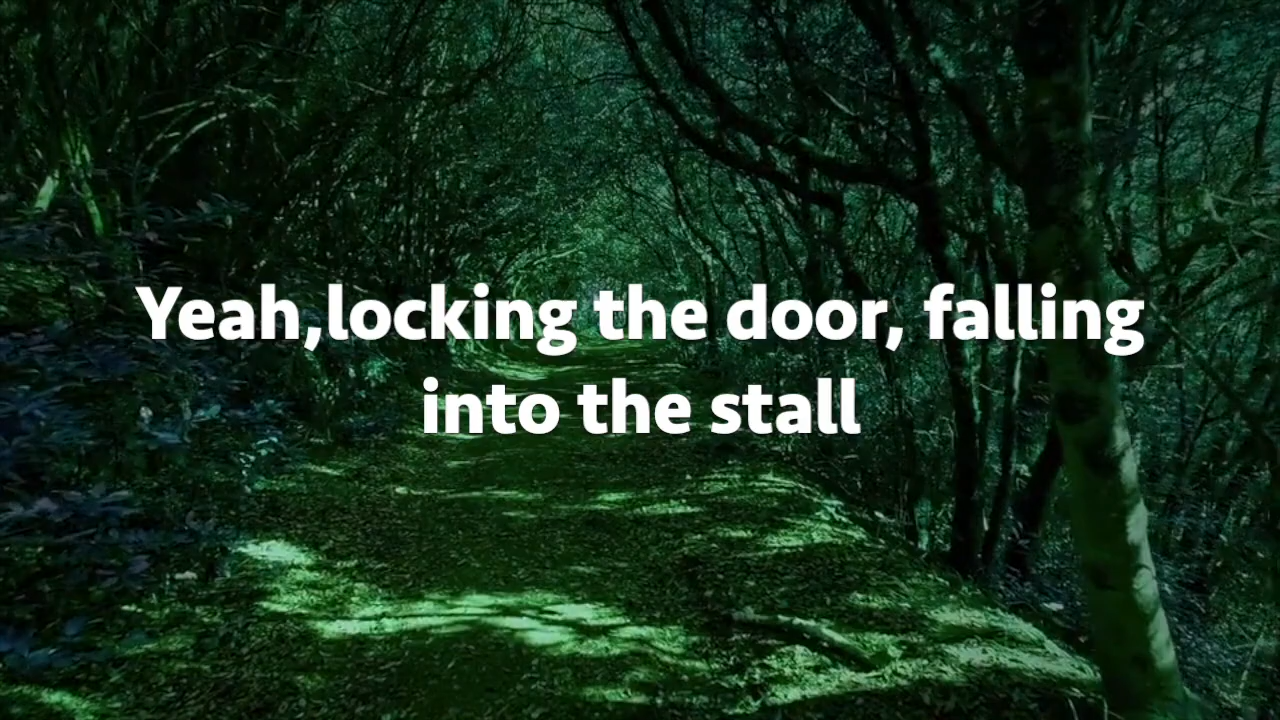 Yeah,locking the door, falling
into the stall